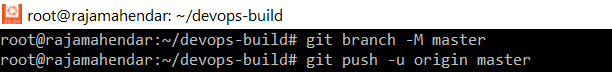 root@rajamahendar: ~/devops-build
root@rajamahendar:~/devops-build# git branch -M master
root@rajamahendar:~/devops-build# git push -u origin master